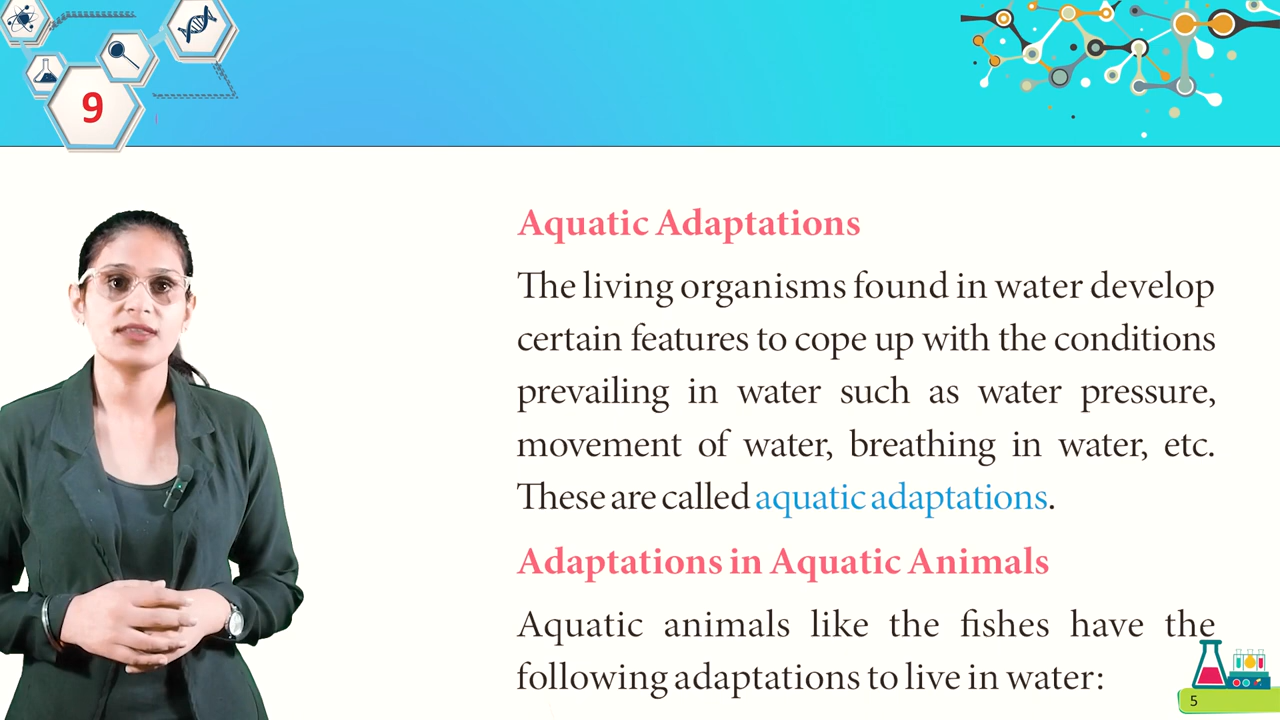 9
Aquatic Adaptations
The living organisms found in water develop
certain features to cope up with the conditions
prevailing in water such as water pressure,
movement of water, breathing in water, etc.
These are called aquatic adaptations.
Adaptations in Aquatic Animals
Aquatic animals like the fishes have the
following adaptations to live in water:
5